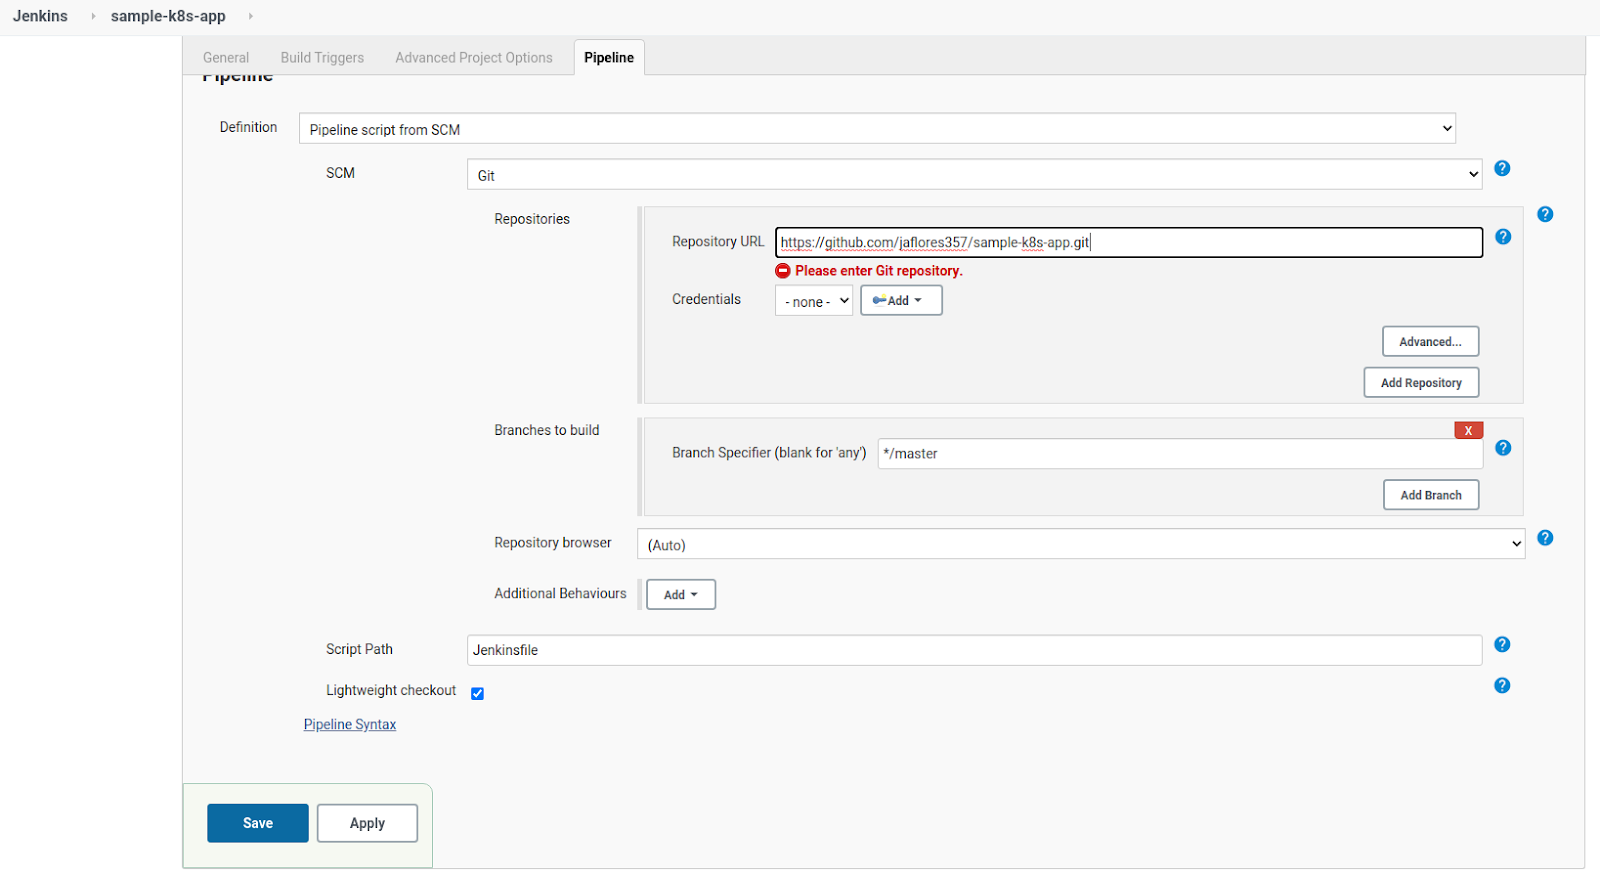 Jenkins sample-k8s-app
General Build Triggers Advanced Project Options Pipeline
Pipeline
Definition Pipeline script from SCM
SCM Git
Repositories
Repository URL https://github.com/jaflores357/sample-k8s-app.git
Please enter Git repository.
Credentials - none - Add
Advanced...
Add Repository
Branches to build
X
Branch Specifier (blank for 'any') */master
Add Branch
Repository browser (Auto)
Additional Behaviours Add
Script Path Jenkinsfile
Lightweight checkout
Pipeline Syntax
Save Apply